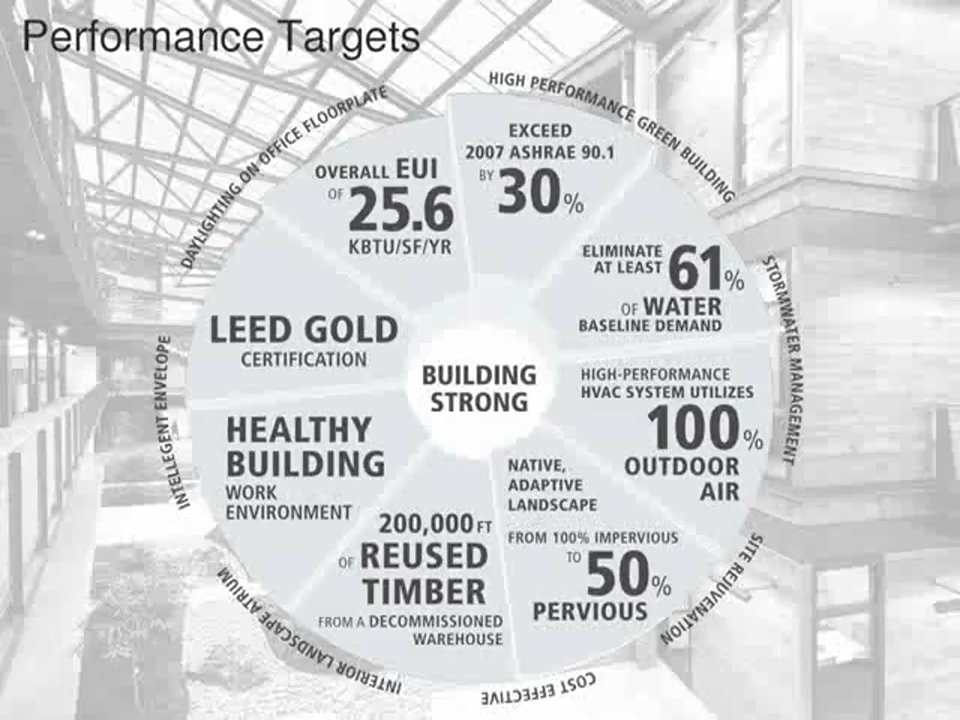 Performance Targets
HIGH PERFORMANCE GREEN BUILDING
EXCEED
2007 ASHRAE 90.1
BY 30%
ELIMINATE
AT LEAST 61%
OF WATER
BASELINE DEMAND
STORMWATER MANAGEMENT
HIGH-PERFORMANCE
HVAC SYSTEM UTILIZES
100%
OUTDOOR
AIR
SITE REJUVENATION
NATIVE,
ADAPTIVE
LANDSCAPE
FROM 100% IMPERVIOUS
TO 50%
PERVIOUS
COST EFFECTIVE
200,000 FT
OF REUSED
TIMBER
FROM A DECOMMISSIONED
WAREHOUSE
INTERIOR LANDSCAPE ATRIUM
HEALTHY
BUILDING
WORK
ENVIRONMENT
INTELLEGENT ENVELOPE
LEED GOLD
CERTIFICATION
DAYLIGHTING ON OFFICE FLOORPLATE
OVERALL EUI
OF 25.6
KBTU/SF/YR
BUILDING
STRONG